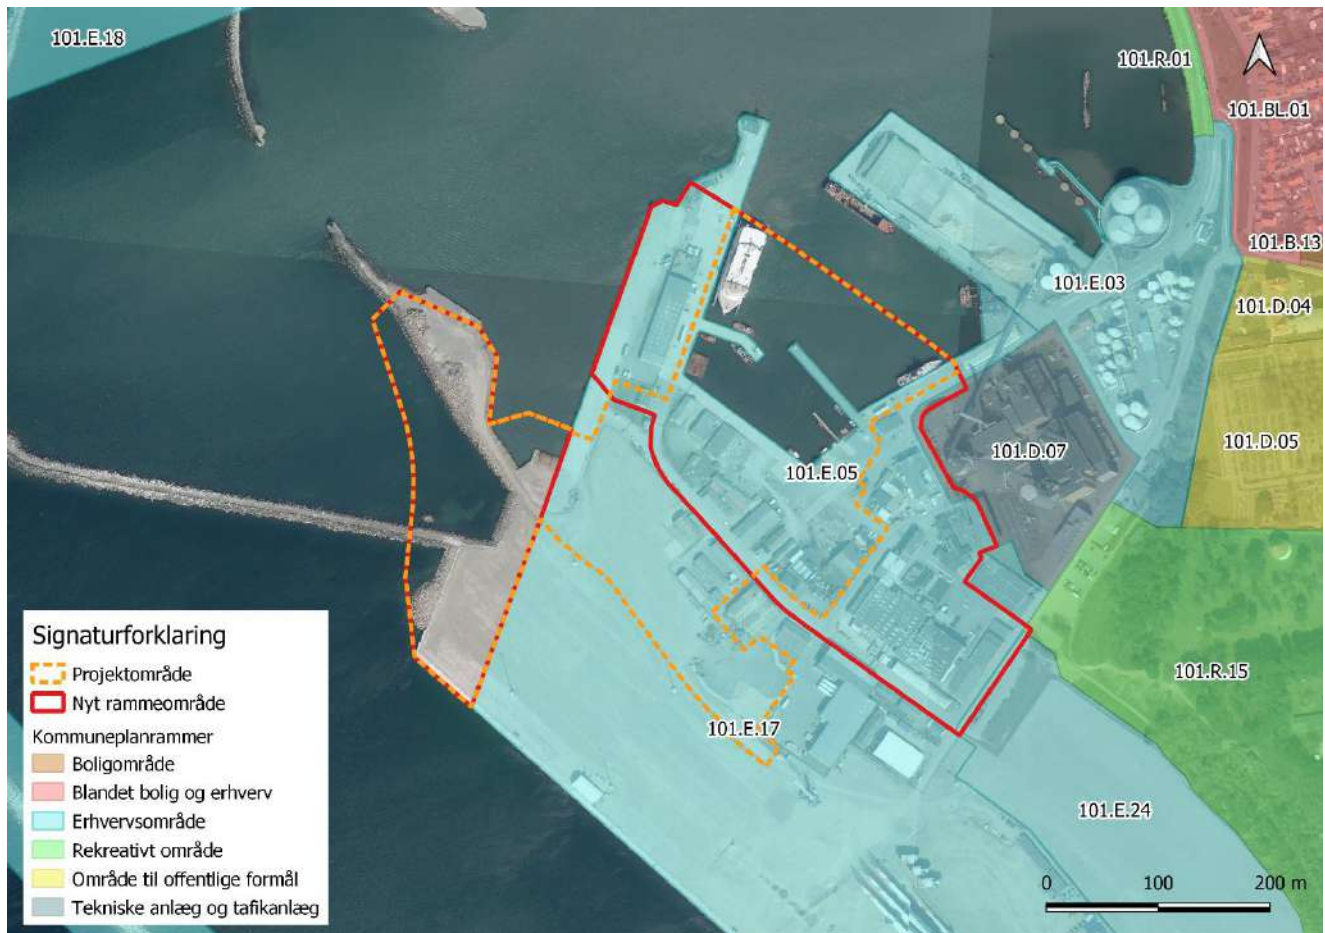 101.E.18
101.R.01
101.BL.01
101.B.13
101.E.03
101.D.04
101.D.07
101.D.05
101.E.05
101.R.15
101.E.17
101.E.24
Signaturforklaring
Projektområde
Nyt rammeområde
Kommuneplanrammer
Boligområde
Blandet bolig og erhverv
Erhvervsområde
Rekreativt område
Område til offentlige formål
Tekniske anlæg og tafikanlæg
0 100 200 m